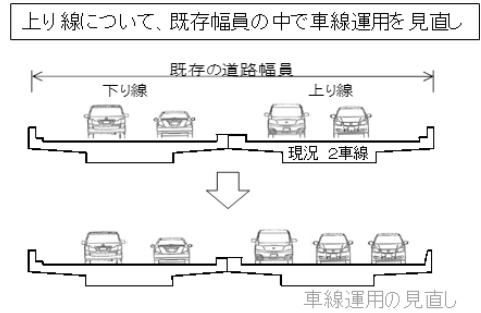 上り線について、既存幅員の中で車線運用を見直し
既存の道路幅員
下り線 上り線
現況 2車線
車線運用の見直し